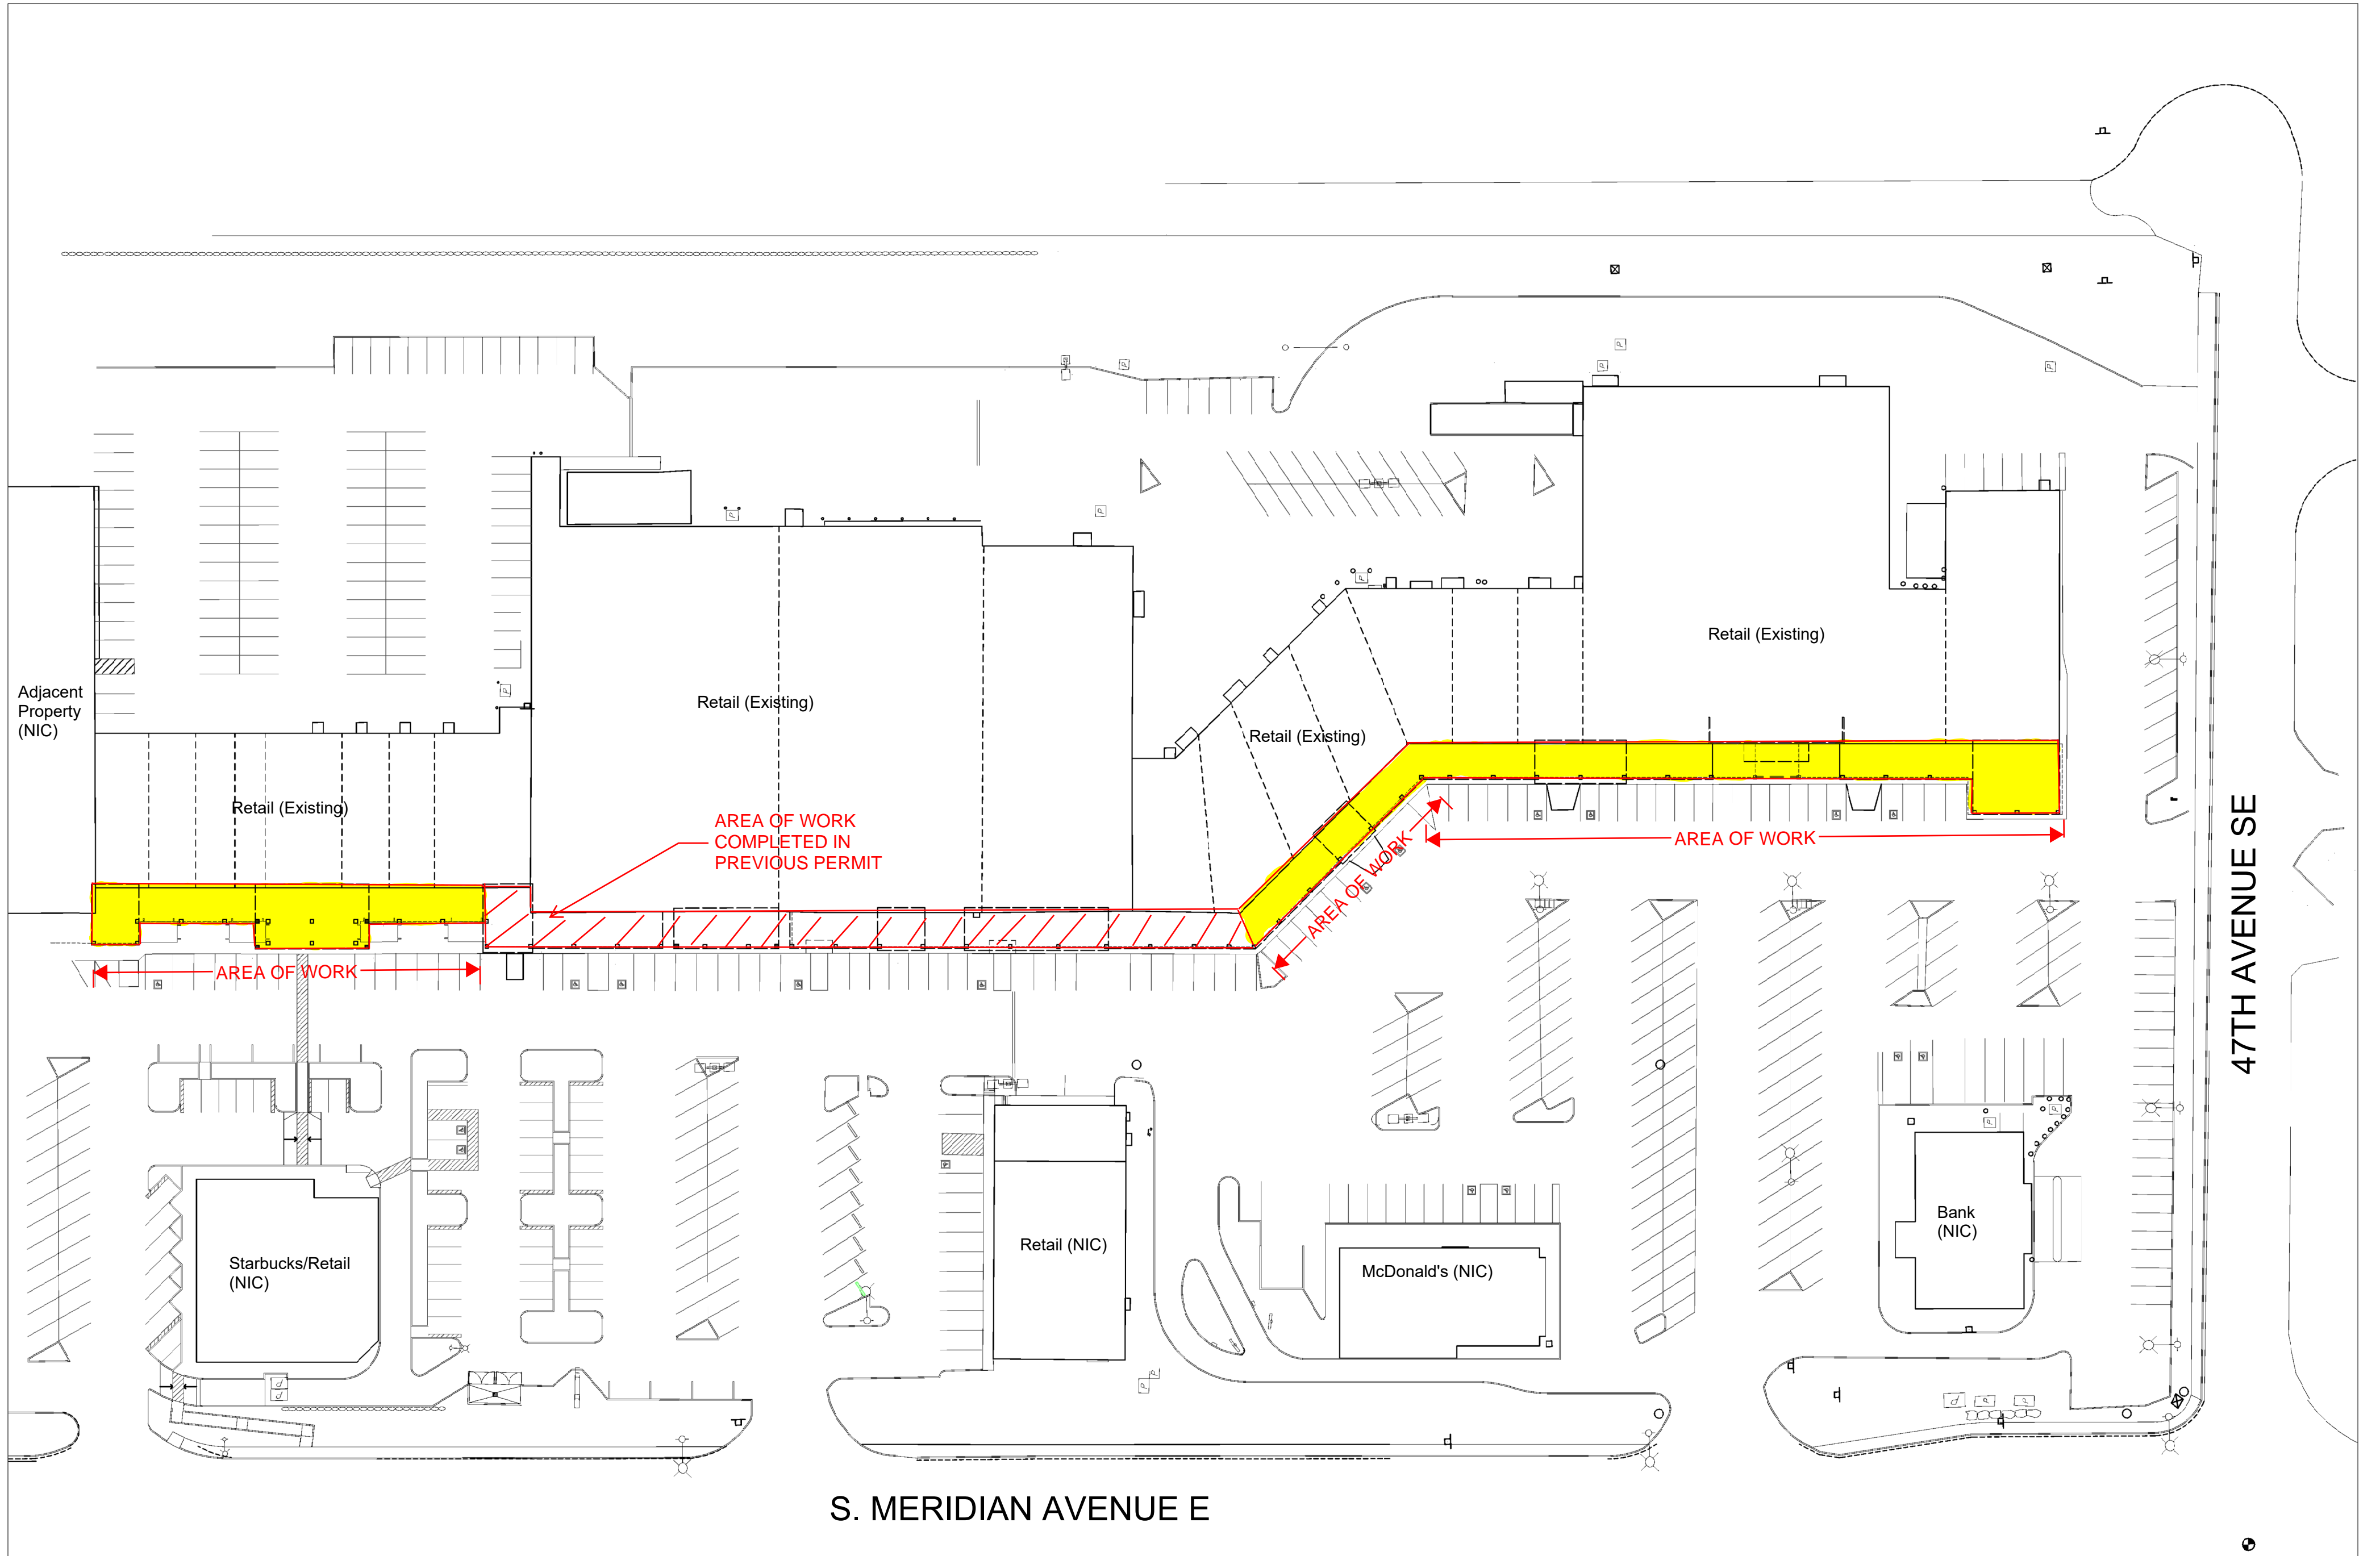 Retail (Existing)
Adjacent
Property
(NIC)
Retail (Existing)
Retail (Existing)
Retail (Existing)
AREA OF WORK
COMPLETED IN
PREVIOUS PERMIT
AREA OF WORK
AREA OF WORK
AREA OF WORK
47TH AVENUE SE
Starbucks/Retail
(NIC)
Retail (NIC)
McDonald's (NIC)
Bank
(NIC)
S. MERIDIAN AVENUE E